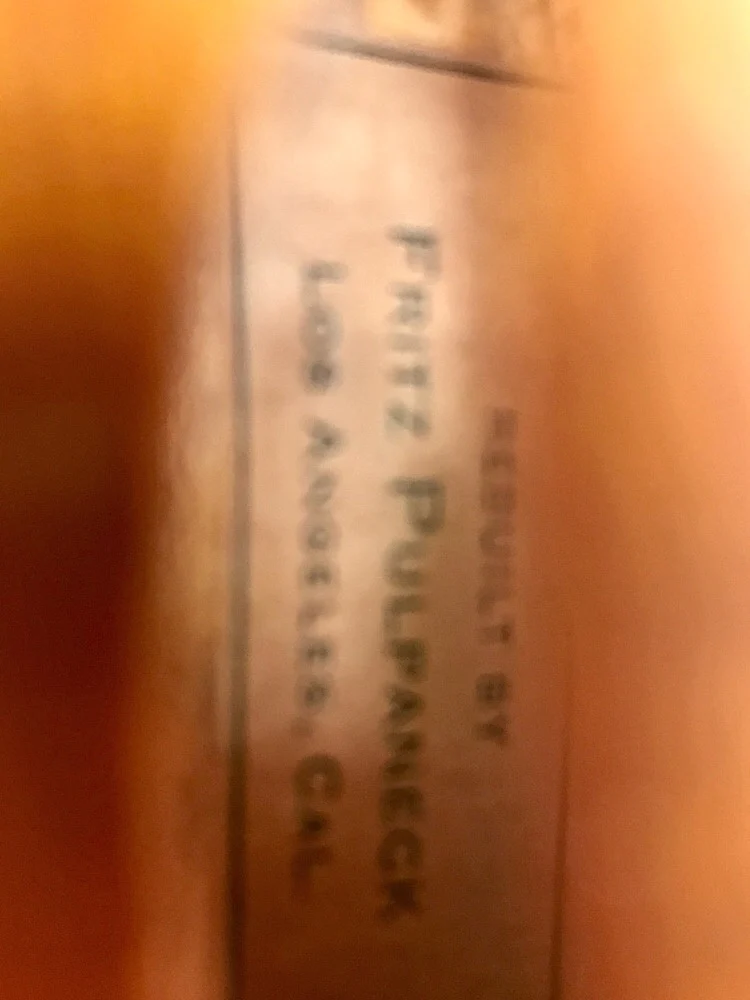 REBUILT BY
FRITZ PULPANECK
LOS ANGELES, CAL.